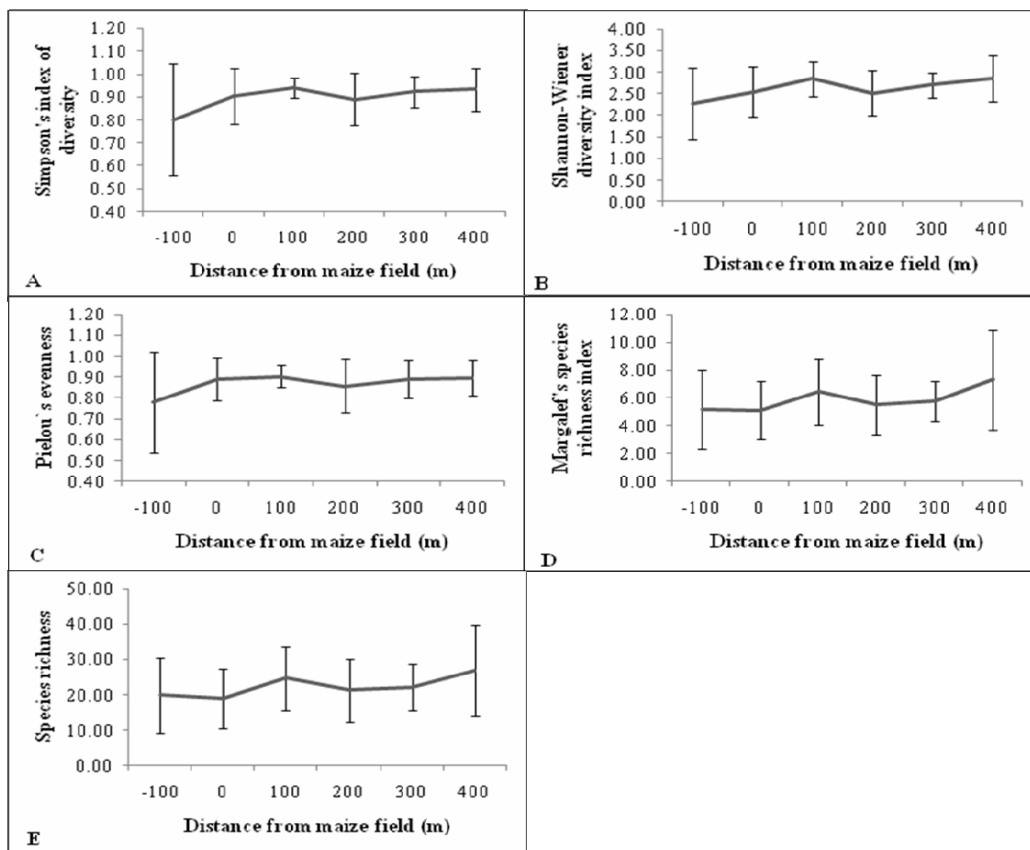 Simpson's index of
diversity
1.20
1.10
1.00
0.90
0.80
0.70
0.60
0.50
0.40
-100 0 100 200 300 400
Distance from maize field (m)
A
Shannon-Wiener
diversity index
4.00
3.50
3.00
2.50
2.00
1.50
1.00
0.50
0.00
-100 0 100 200 300 400
Distance from maize field (m)
B
Pielou`s evenness
1.20
1.10
1.00
0.90
0.80
0.70
0.60
0.50
0.40
-100 0 100 200 300 400
Distance from maize field (m)
C
Margalef's species
richness index
12.00
10.00
8.00
6.00
4.00
2.00
0.00
-100 0 100 200 300 400
Distance from maize field (m)
D
Species richness
50.00
40.00
30.00
20.00
10.00
0.00
-100 0 100 200 300 400
Distance from maize field (m)
E